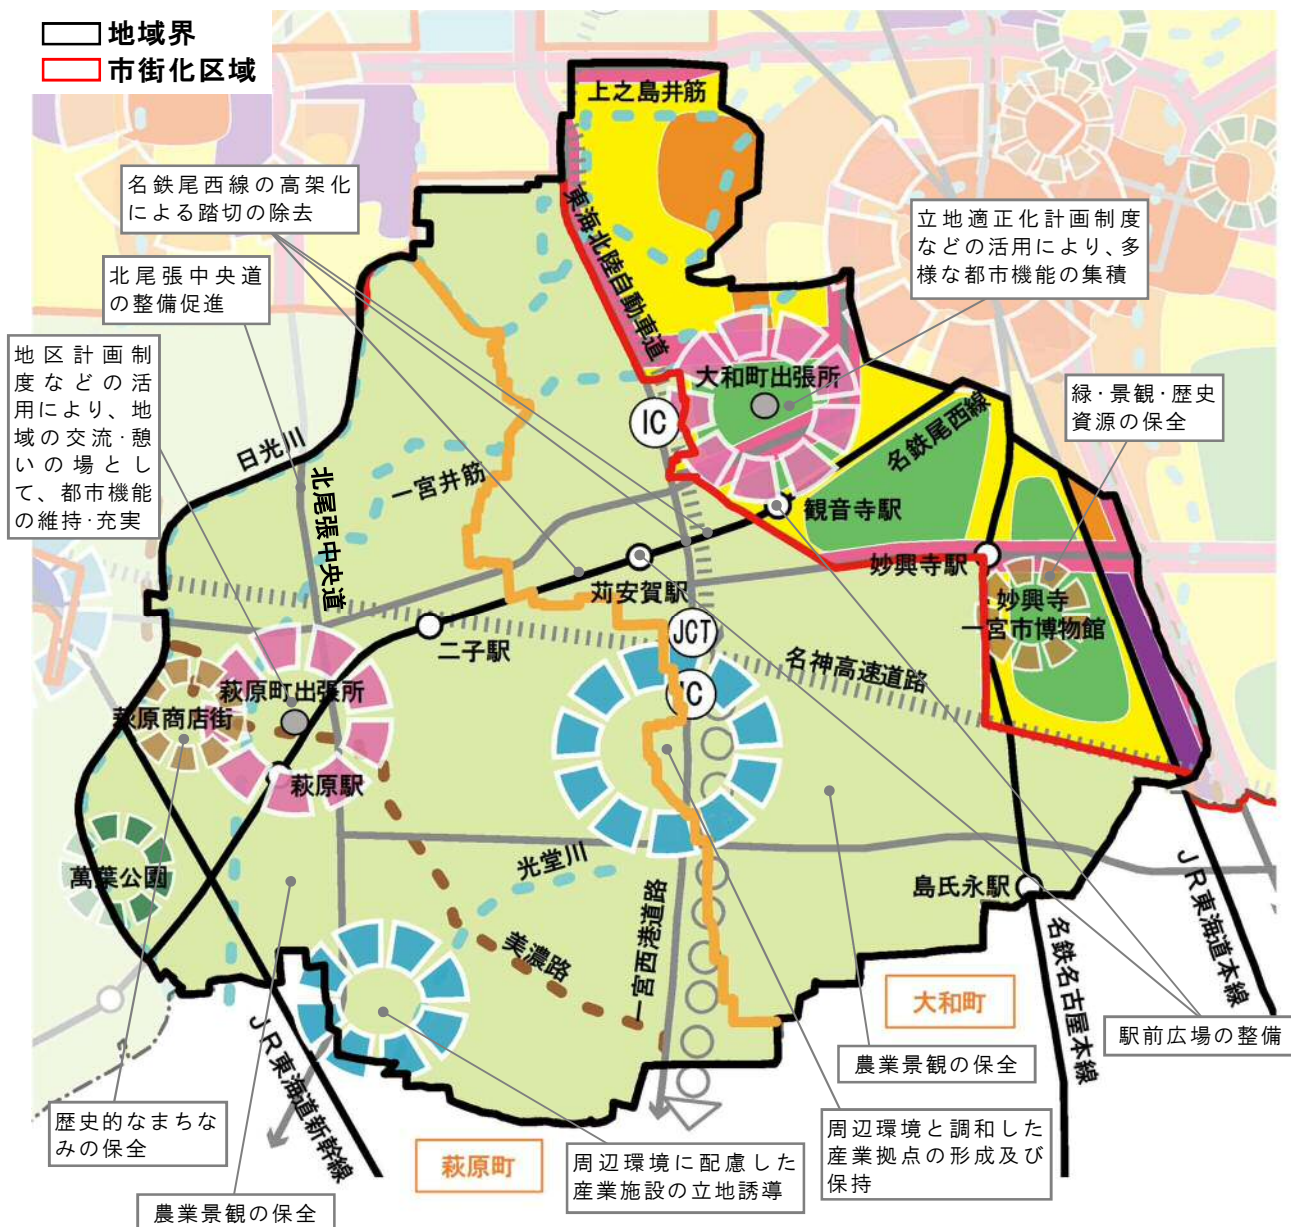 地域界
市街化区域
上之島井筋
名鉄尾西線の高架化
による踏切の除去
東海北陸自動車道
立地適正化計画制度
などの活用により、多
様な都市機能の集積
北尾張中央道
の整備促進
地区計画制
度などの活
用により、地
域の交流・憩
いの場とし
て、都市機能
の維持・充実
大和町出張所
緑・景観・歴史
資源の保全
IC
日光川
北尾張中央道
一宮井筋
名鉄尾西線
観音寺駅
妙興寺駅
苅安賀駅
妙興寺
一宮市博物館
二子駅
JCT
IC
名神高速道路
萩原町出張所
萩原商店街
萩原駅
萬葉公園
光堂川
美濃路
一宮西港道路
島氏永駅
JR東海道本線
名鉄名古屋本線
大和町
駅前広場の整備
農業景観の保全
JR東海道新幹線
歴史的なまちな
みの保全
萩原町
周辺環境に配慮した
産業施設の立地誘導
周辺環境と調和した
産業拠点の形成及び
保持
農業景観の保全